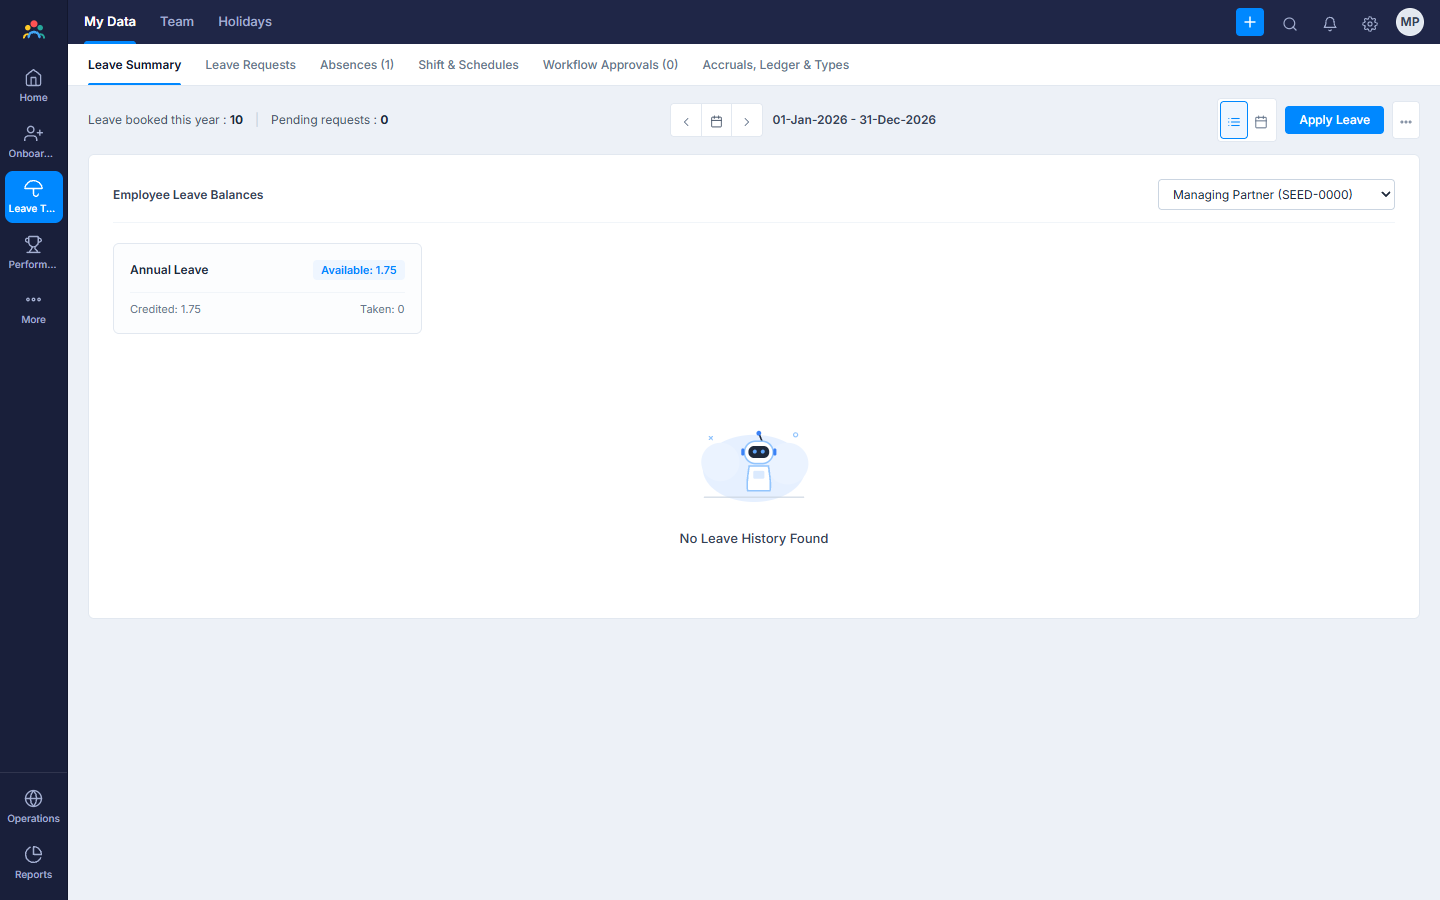 My Data Team Holidays MP
Home
Onboar...
Leave T...
Perform...
More
Operations
Reports
Leave Summary Leave Requests Absences (1) Shift & Schedules Workflow Approvals (0) Accruals, Ledger & Types
Leave booked this year : 10 Pending requests : 0 01-Jan-2026 - 31-Dec-2026 Apply Leave
Employee Leave Balances Managing Partner (SEED-0000)
Annual Leave Available: 1.75
Credited: 1.75 Taken: 0
No Leave History Found